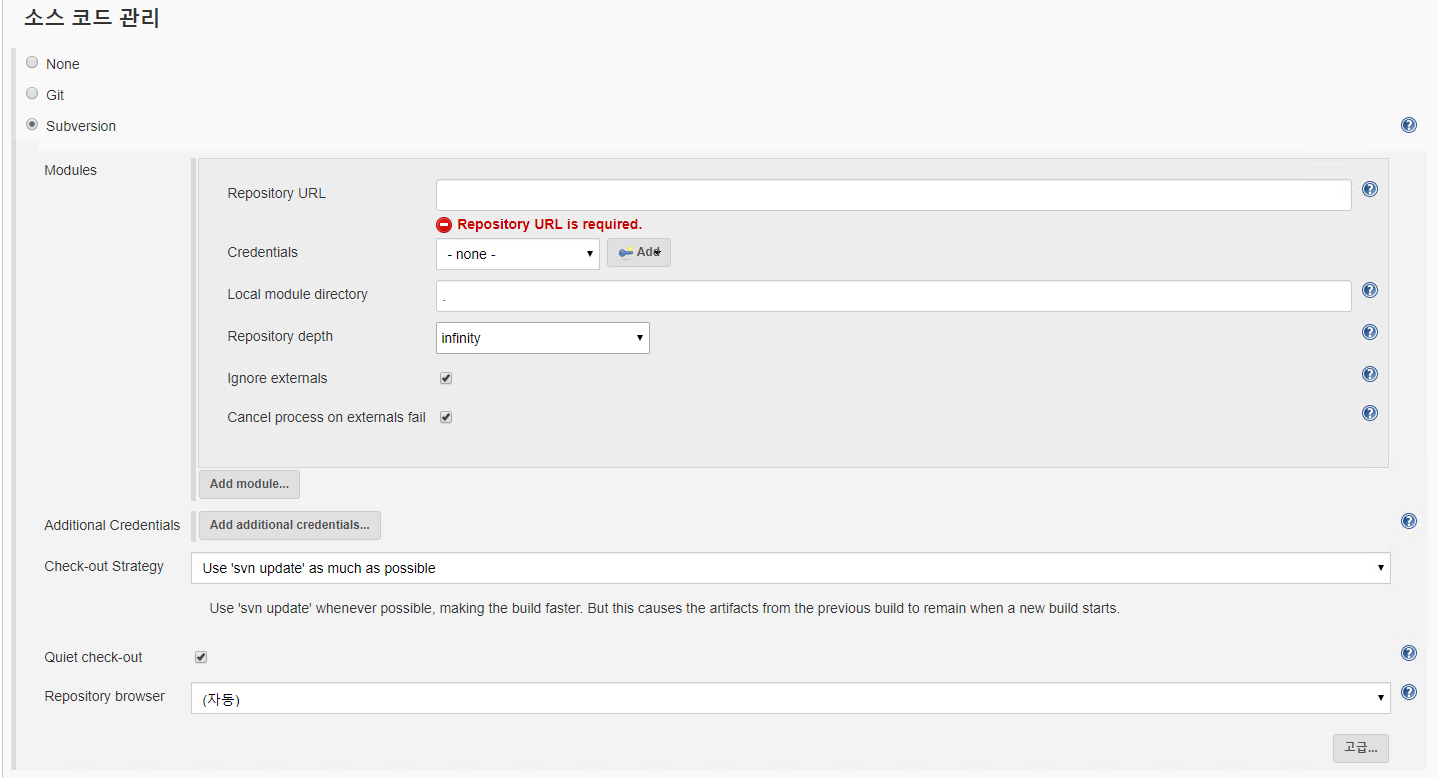 소스 코드 관리
None
Git
Subversion
Modules
Repository URL
Repository URL is required.
Credentials
- none -
Add
Local module directory
.
Repository depth
infinity
Ignore externals
Cancel process on externals fail
Add module...
Additional Credentials
Add additional credentials...
Check-out Strategy
Use 'svn update' as much as possible
Use 'svn update' whenever possible, making the build faster. But this causes the artifacts from the previous build to remain when a new build starts.
Quiet check-out
Repository browser
(자동)
고급...